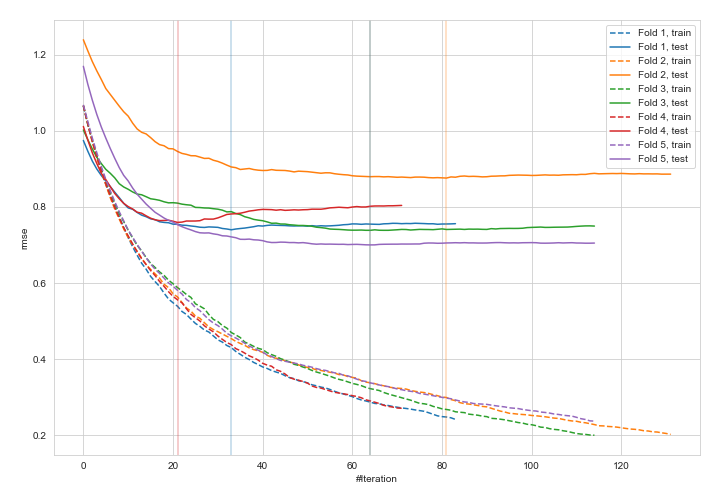 1.2
1.0
0.8
0.6
0.4
0.2
rmse
0
20
40
60
80
100
120
#Iteration
Fold 1, train
Fold 1, test
Fold 2, train
Fold 2, test
Fold 3, train
Fold 3, test
Fold 4, train
Fold 4, test
Fold 5, train
Fold 5, test